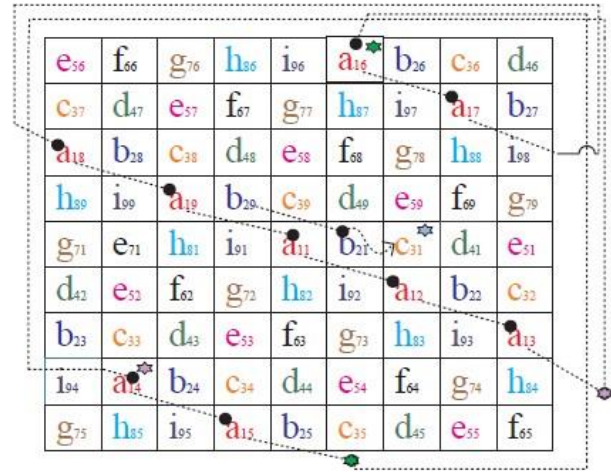 e56 f66 g76 h86 i96 a16 b26 c36 d46
c37 d47 e57 f67 g77 h87 i97 a17 b27
a18 b28 c38 d48 e58 f68 g78 h88 i98
h89 i99 a19 b29 c39 d49 e59 f69 g79
g71 e71 h81 i91 a11 b21 c31 d41 e51
d42 e52 f62 g72 h82 i92 a12 b22 c32
b23 c33 d43 e53 f63 g73 h83 i93 a13
i94 a14 b24 c34 d44 e54 f64 g74 h84
g75 h85 i95 a15 b25 c35 d45 e55 f65